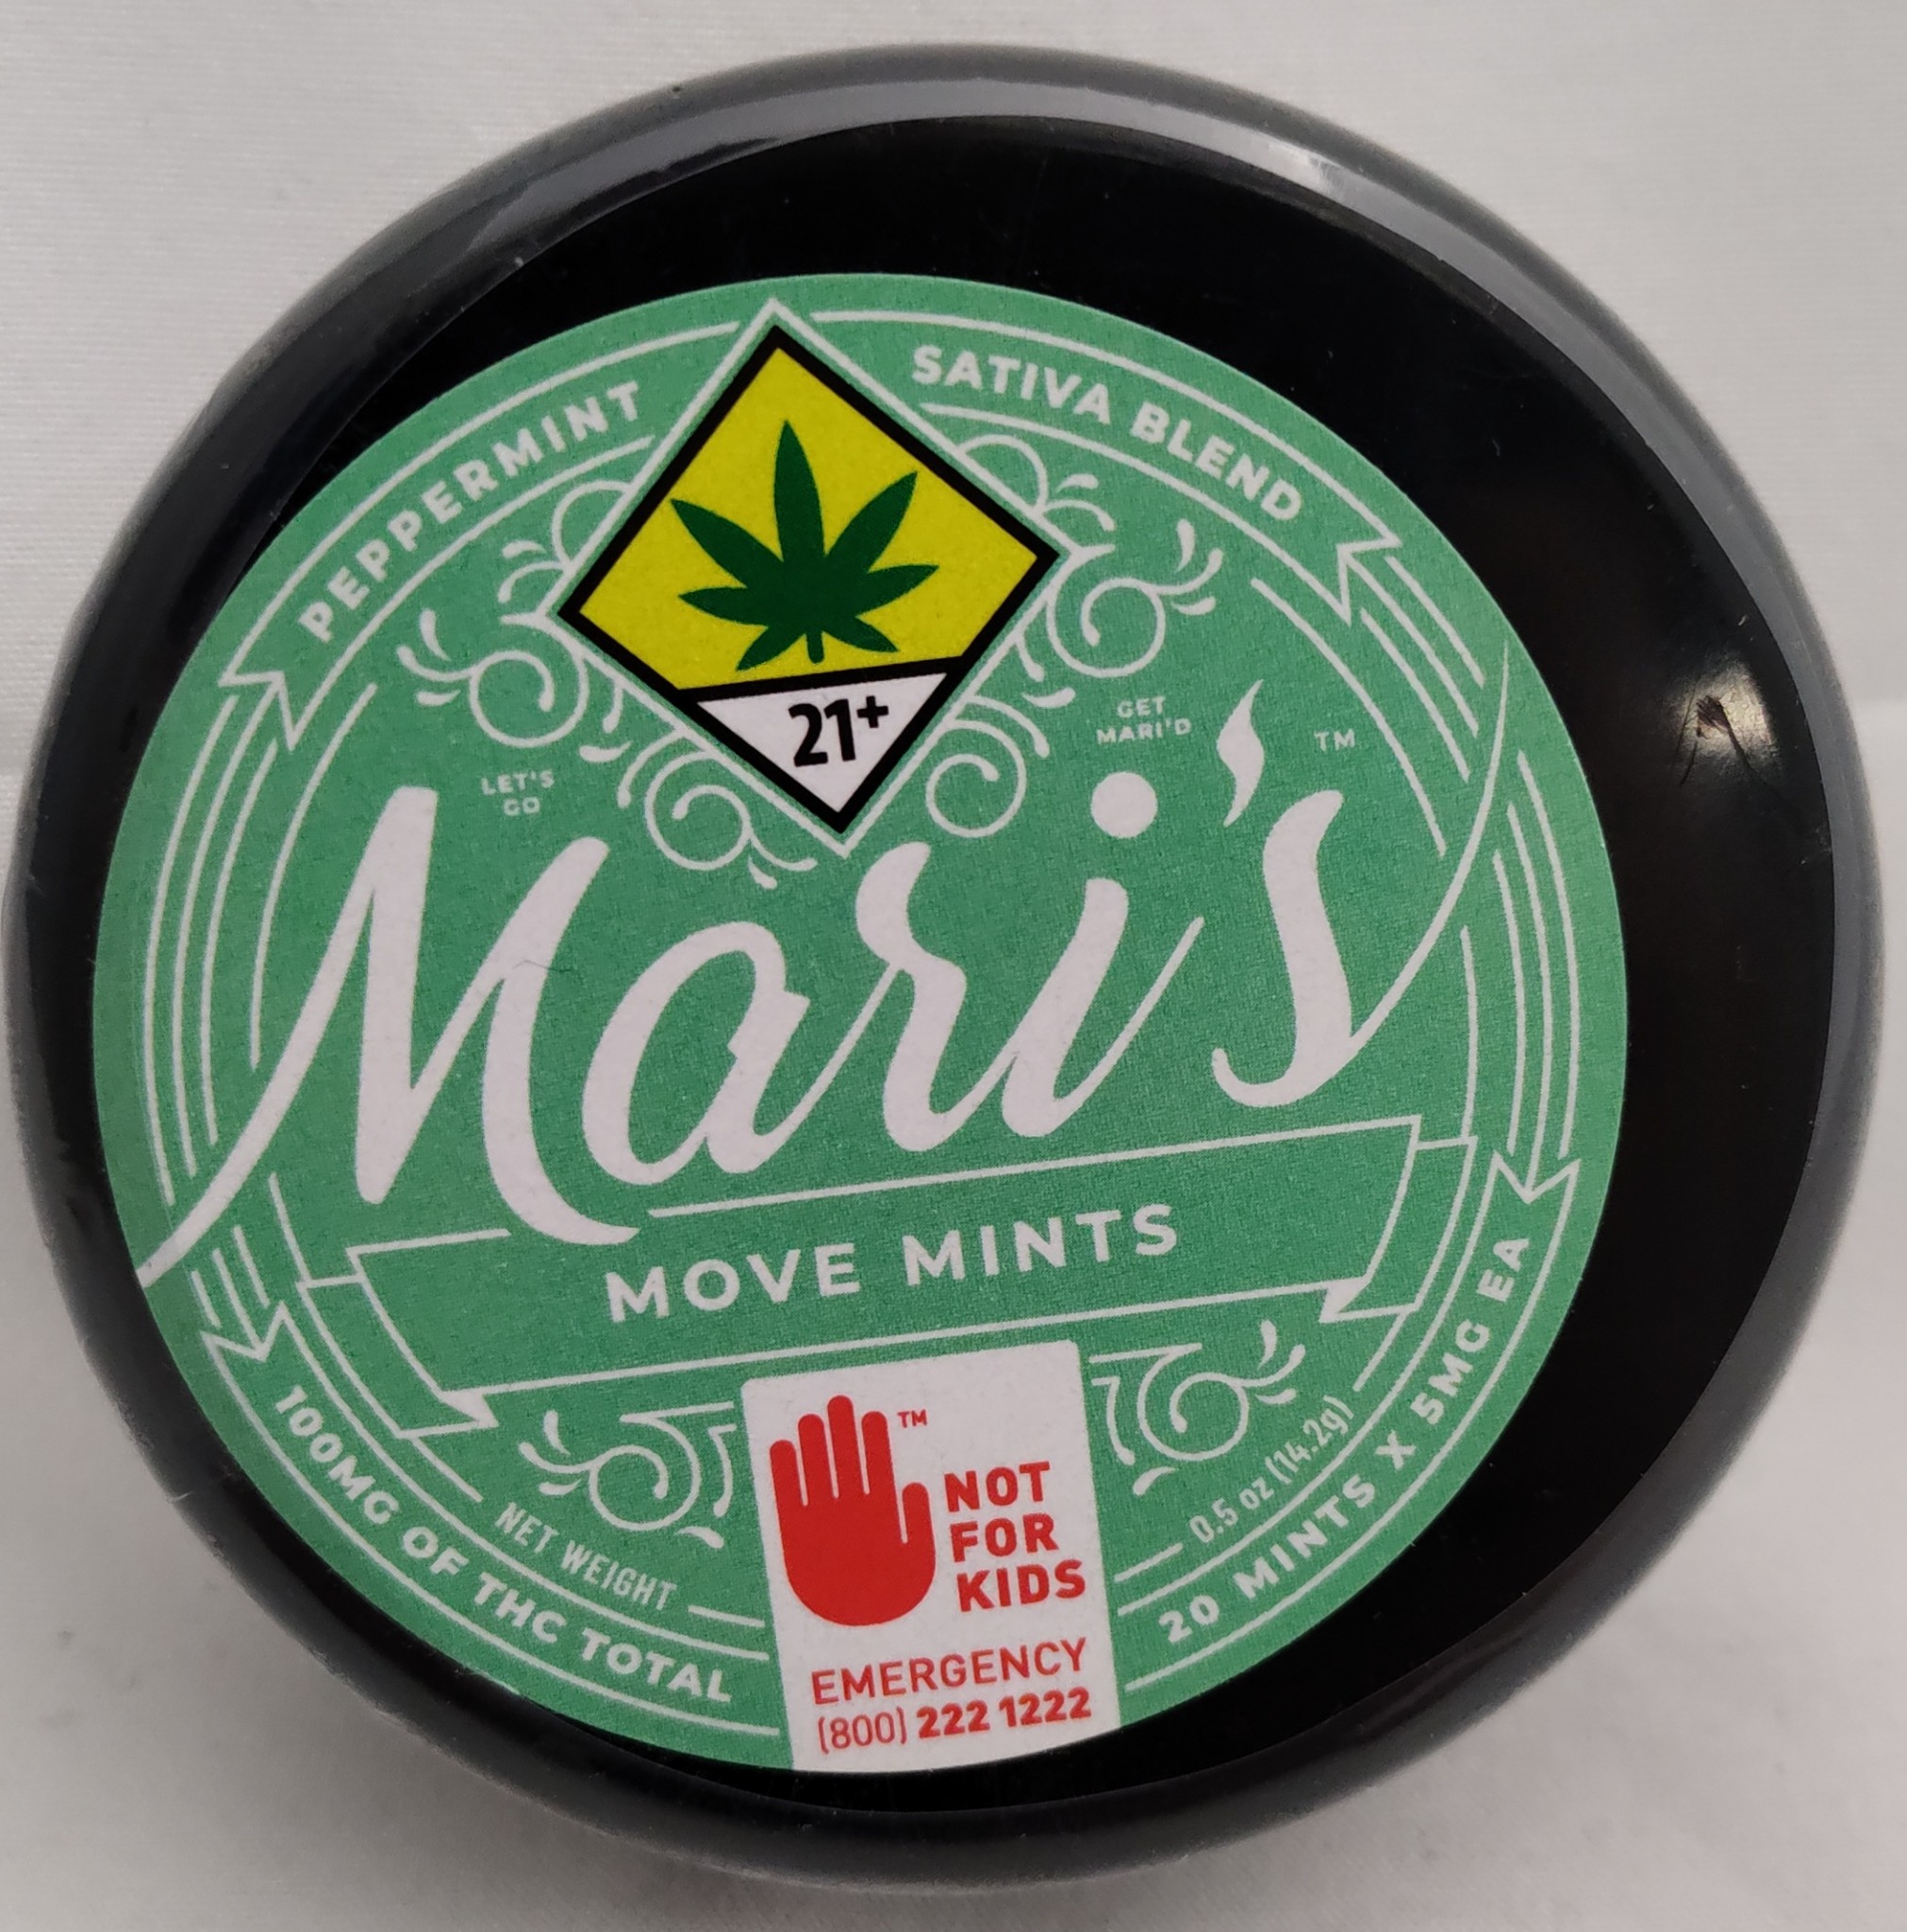 PEPPERMINT
SATIVA BLEND
21+
LET'S
GO
GET
MARI'D
Mari's™
MOVE MINTS
™
NOT
FOR
KIDS
EMERGENCY
(800) 222 1222
NET WEIGHT
0.5 oz (14.2g)
100MG OF THC TOTAL
20 MINTS X 5MG EA